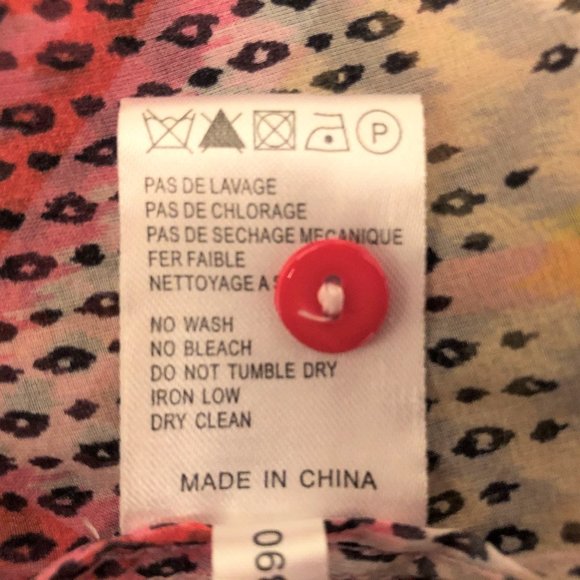 P
PAS DE LAVAGE
PAS DE CHLORAGE
PAS DE SECHAGE MECANIQUE
FER FAIBLE
NETTOYAGE A
NO WASH
NO BLEACH
DO NOT TUMBLE DRY
IRON LOW
DRY CLEAN
MADE IN CHINA